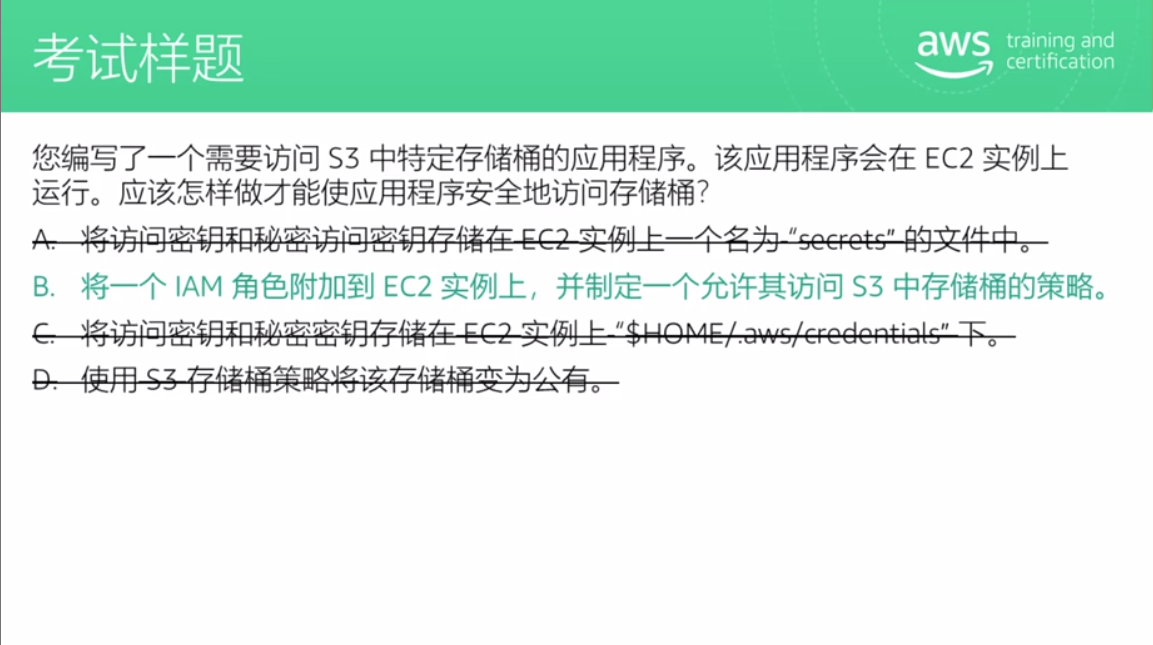 考试样题
aws training and
certification
您编写了一个需要访问 S3 中特定存储桶的应用程序。该应用程序会在 EC2 实例上
运行。应该怎样做才能使应用程序安全地访问存储桶？
A. 将访问密钥和秘密访问密钥存储在 EC2 实例上一个名为 “secrets” 的文件中。
B. 将一个 IAM 角色附加到 EC2 实例上，并制定一个允许其访问 S3 中存储桶的策略。
C. 将访问密钥和秘密密钥存储在 EC2 实例上 “$HOME/.aws/credentials” 下。
D. 使用 S3 存储桶策略将该存储桶变为公有。